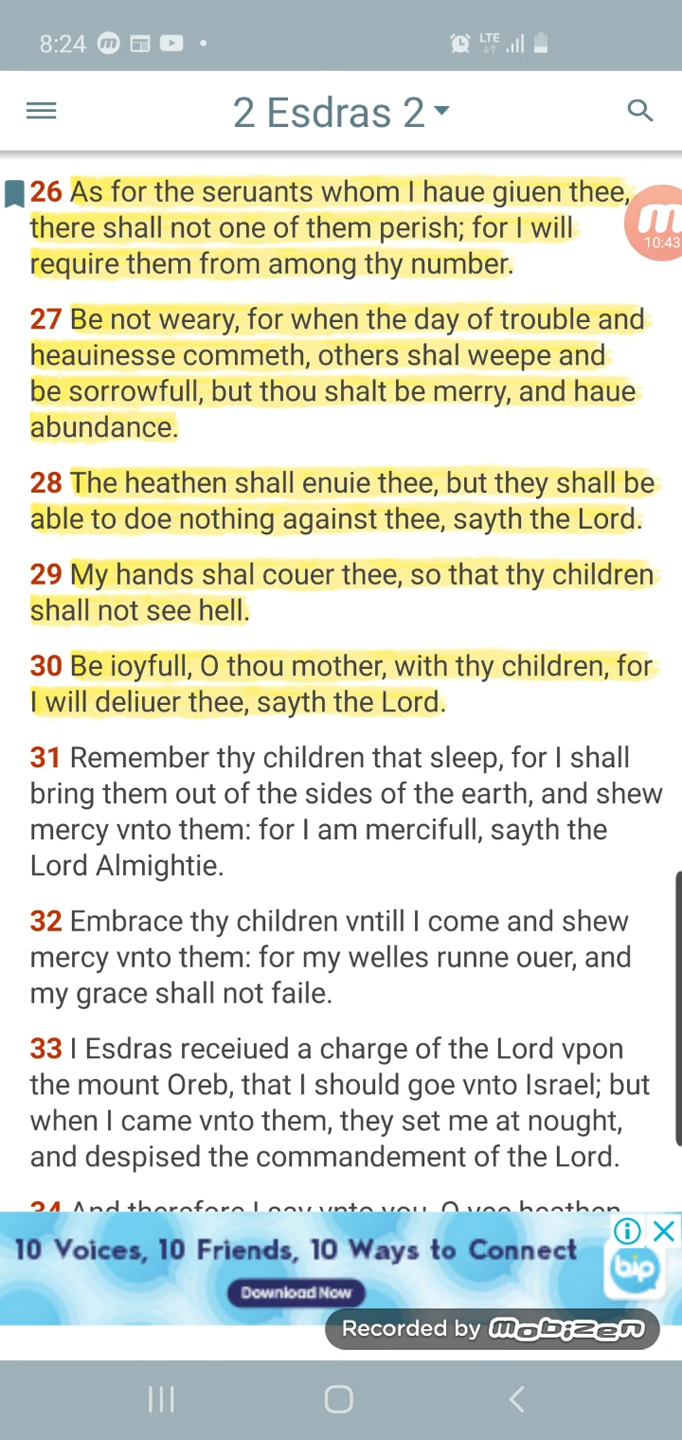 8:24
LTE
2 Esdras 2
26 As for the seruants whom I haue giuen thee,
there shall not one of them perish; for I will
require them from among thy number.
10:43
27 Be not weary, for when the day of trouble and
heauinesse commeth, others shal weepe and
be sorrowfull, but thou shalt be merry, and haue
abundance.
28 The heathen shall enuie thee, but they shall be
able to doe nothing against thee, sayth the Lord.
29 My hands shal couer thee, so that thy children
shall not see hell.
30 Be ioyfull, O thou mother, with thy children, for
I will deliuer thee, sayth the Lord.
31 Remember thy children that sleep, for I shall
bring them out of the sides of the earth, and shew
mercy vnto them: for I am mercifull, sayth the
Lord Almightie.
32 Embrace thy children vntill I come and shew
mercy vnto them: for my welles runne ouer, and
my grace shall not faile.
33 I Esdras receiued a charge of the Lord vpon
the mount Oreb, that I should goe vnto Israel; but
when I came vnto them, they set me at nought,
and despised the commandement of the Lord.
34 And therefore I say vnto you, O yee heathen,
10 Voices, 10 Friends, 10 Ways to Connect
bip
Download Now
Recorded by mobizen